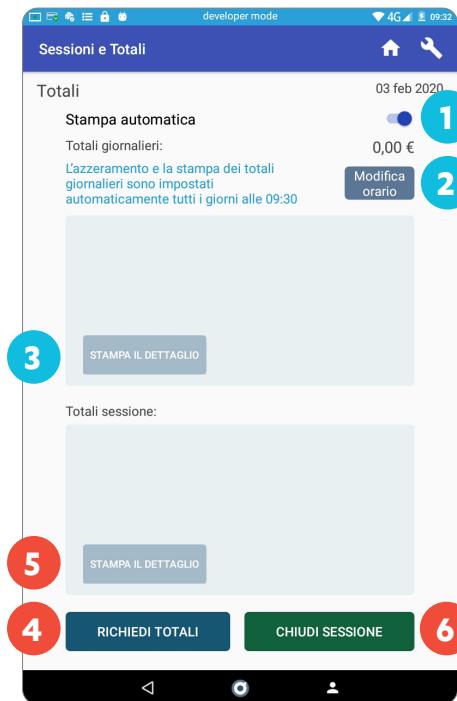 developer mode
4G 09:32
Sessioni e Totali
Totali
03 feb 2020
Stampa automatica
1
Totali giornalieri:
0,00 €
L'azzeramento e la stampa dei totali
giornalieri sono impostati
automaticamente tutti i giorni alle 09:30
Modifica
orario
2
3
STAMPA IL DETTAGLIO
Totali sessione:
5
STAMPA IL DETTAGLIO
4
RICHIEDI TOTALI
CHIUDI SESSIONE
6